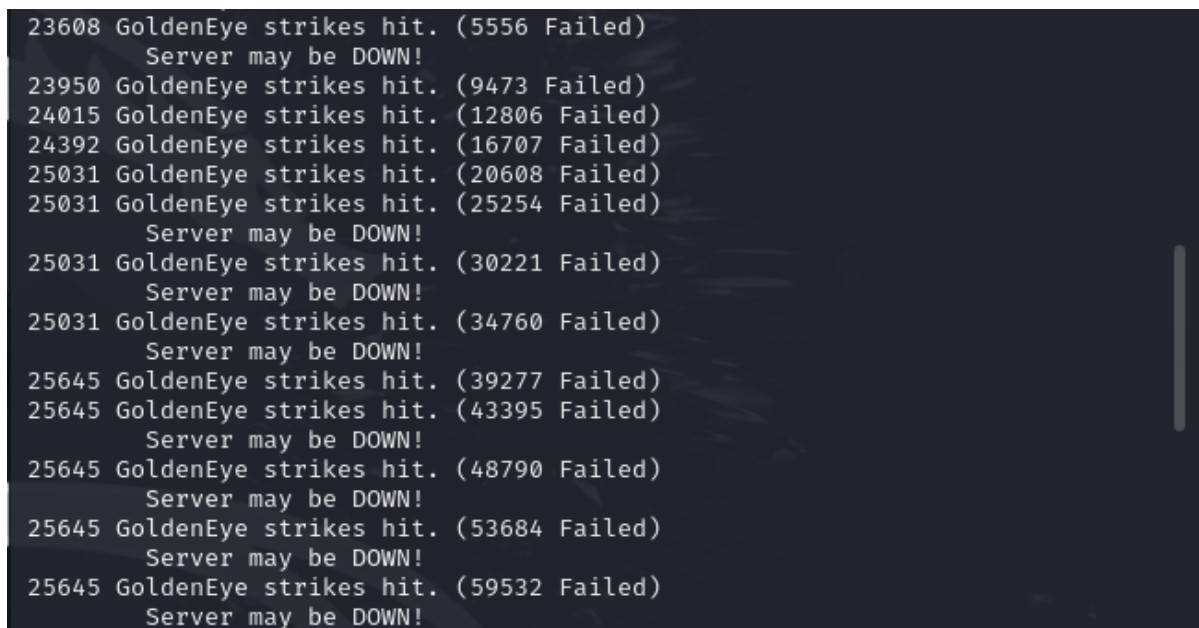 23608 GoldenEye strikes hit. (5556 Failed)
Server may be DOWN!
23950 GoldenEye strikes hit. (9473 Failed)
24015 GoldenEye strikes hit. (12806 Failed)
24392 GoldenEye strikes hit. (16707 Failed)
25031 GoldenEye strikes hit. (20608 Failed)
25031 GoldenEye strikes hit. (25254 Failed)
Server may be DOWN!
25031 GoldenEye strikes hit. (30221 Failed)
Server may be DOWN!
25031 GoldenEye strikes hit. (34760 Failed)
Server may be DOWN!
25645 GoldenEye strikes hit. (39277 Failed)
25645 GoldenEye strikes hit. (43395 Failed)
Server may be DOWN!
25645 GoldenEye strikes hit. (48790 Failed)
Server may be DOWN!
25645 GoldenEye strikes hit. (53684 Failed)
Server may be DOWN!
25645 GoldenEye strikes hit. (59532 Failed)
Server may be DOWN!